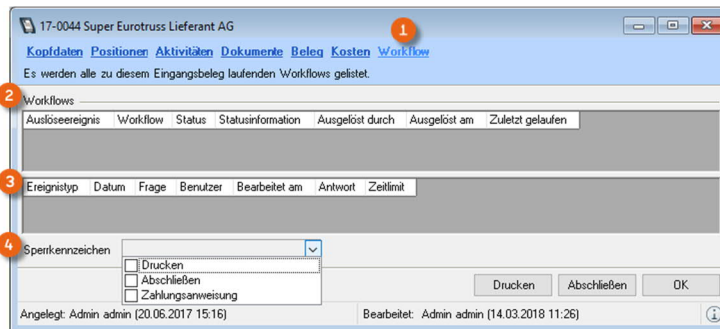 17-0044 Super Eurotruss Lieferant AG
1
Kopfdaten Positionen Aktivitäten Dokumente Beleg Kosten Workflow
Es werden alle zu diesem Eingangsbeleg laufenden Workflows gelistet.
2
Workflows
Auslöseereignis Workflow Status Statusinformation Ausgelöst durch Ausgelöst am Zuletzt gelaufen
3
Ereignistyp Datum Frage Benutzer Bearbeitet am Antwort Zeitlimit
4
Sperrkennzeichen
Drucken
Abschließen
Zahlungsanweisung
Drucken Abschließen OK
Angelegt: Admin admin (20.06.2017 15:16) Bearbeitet: Admin admin (14.03.2018 11:26)